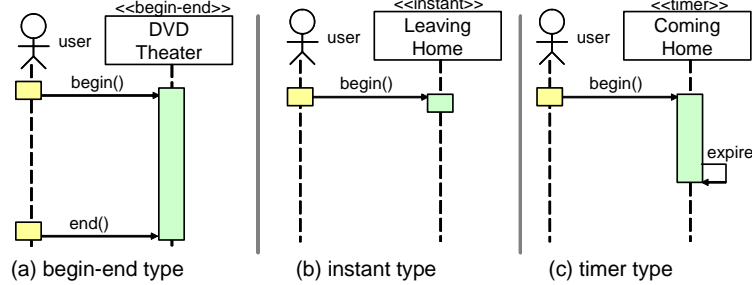 <<begin-end>>
user
DVD
Theater
begin()
end()
(a) begin-end type
<<instant>>
user
Leaving
Home
begin()
(b) instant type
<<timer>>
user
Coming
Home
begin()
expire
(c) timer type